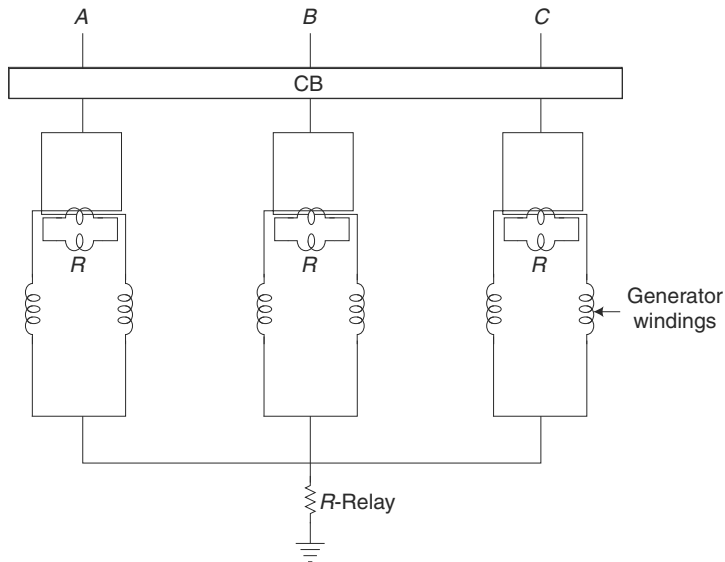 A B C
CB
R R R
Generator
windings
R-Relay